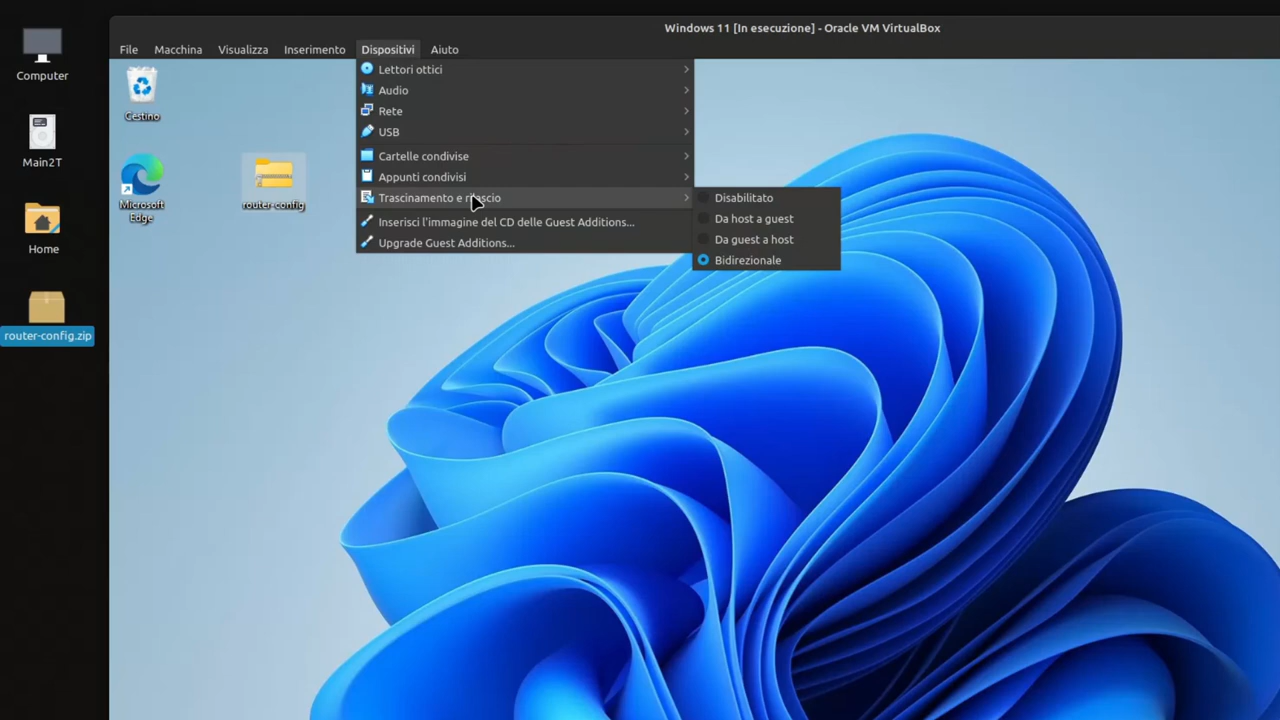 Windows 11 [In esecuzione] - Oracle VM VirtualBox
File Macchina Visualizza Inserimento Dispositivi Aiuto
Computer
Main2T
Home
router-config.zip
Cestino
Microsoft
Edge
router-config
Lettori ottici
Audio
Rete
USB
Cartelle condivise
Appunti condivisi
Trascinamento e rilascio
Inserisci l'immagine del CD delle Guest Additions...
Upgrade Guest Additions...
Disabilitato
Da host a guest
Da guest a host
Bidirezionale